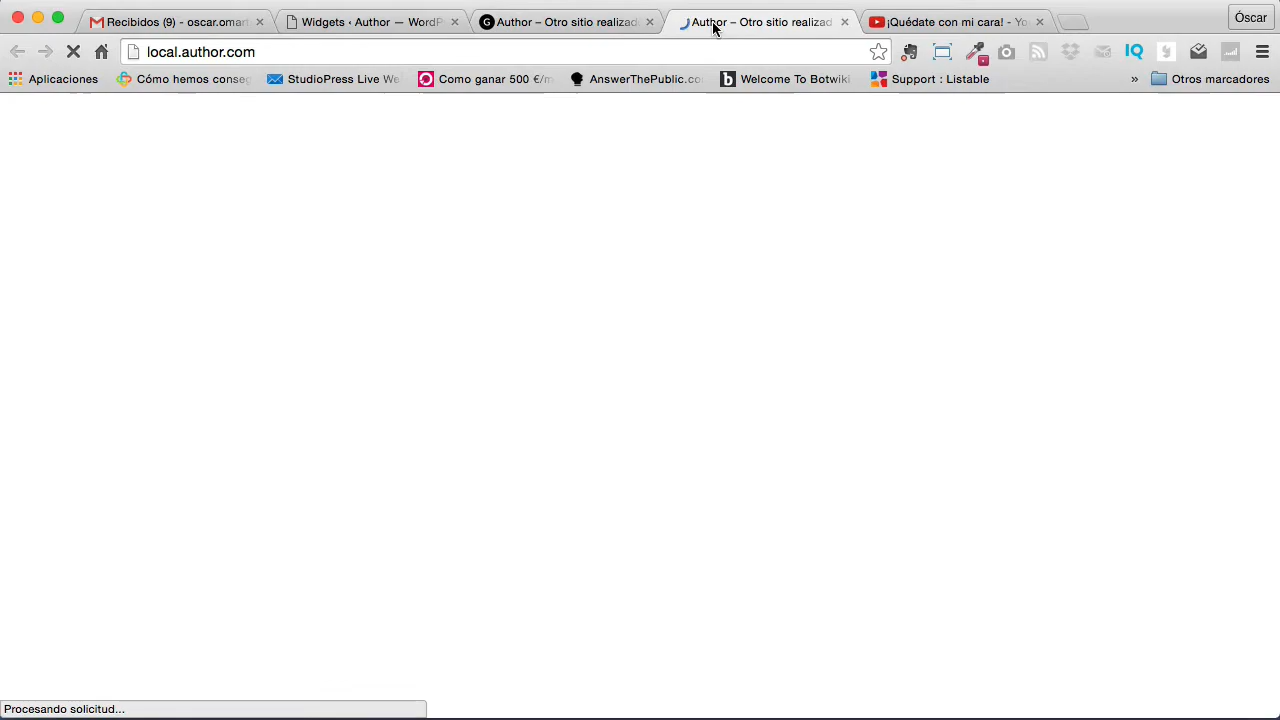 Recibidos (9) - oscar.omar
Widgets ‹ Author — WordP
Author – Otro sitio realizad
Author – Otro sitio realizad
¡Quédate con mi cara! - Yo
Óscar
local.author.com
IQ
Aplicaciones
Cómo hemos conseg
StudioPress Live We
Como ganar 500 €/m
AnswerThePublic.co
Welcome To Botwiki
Support : Listable
»
Otros marcadores
Procesando solicitud...